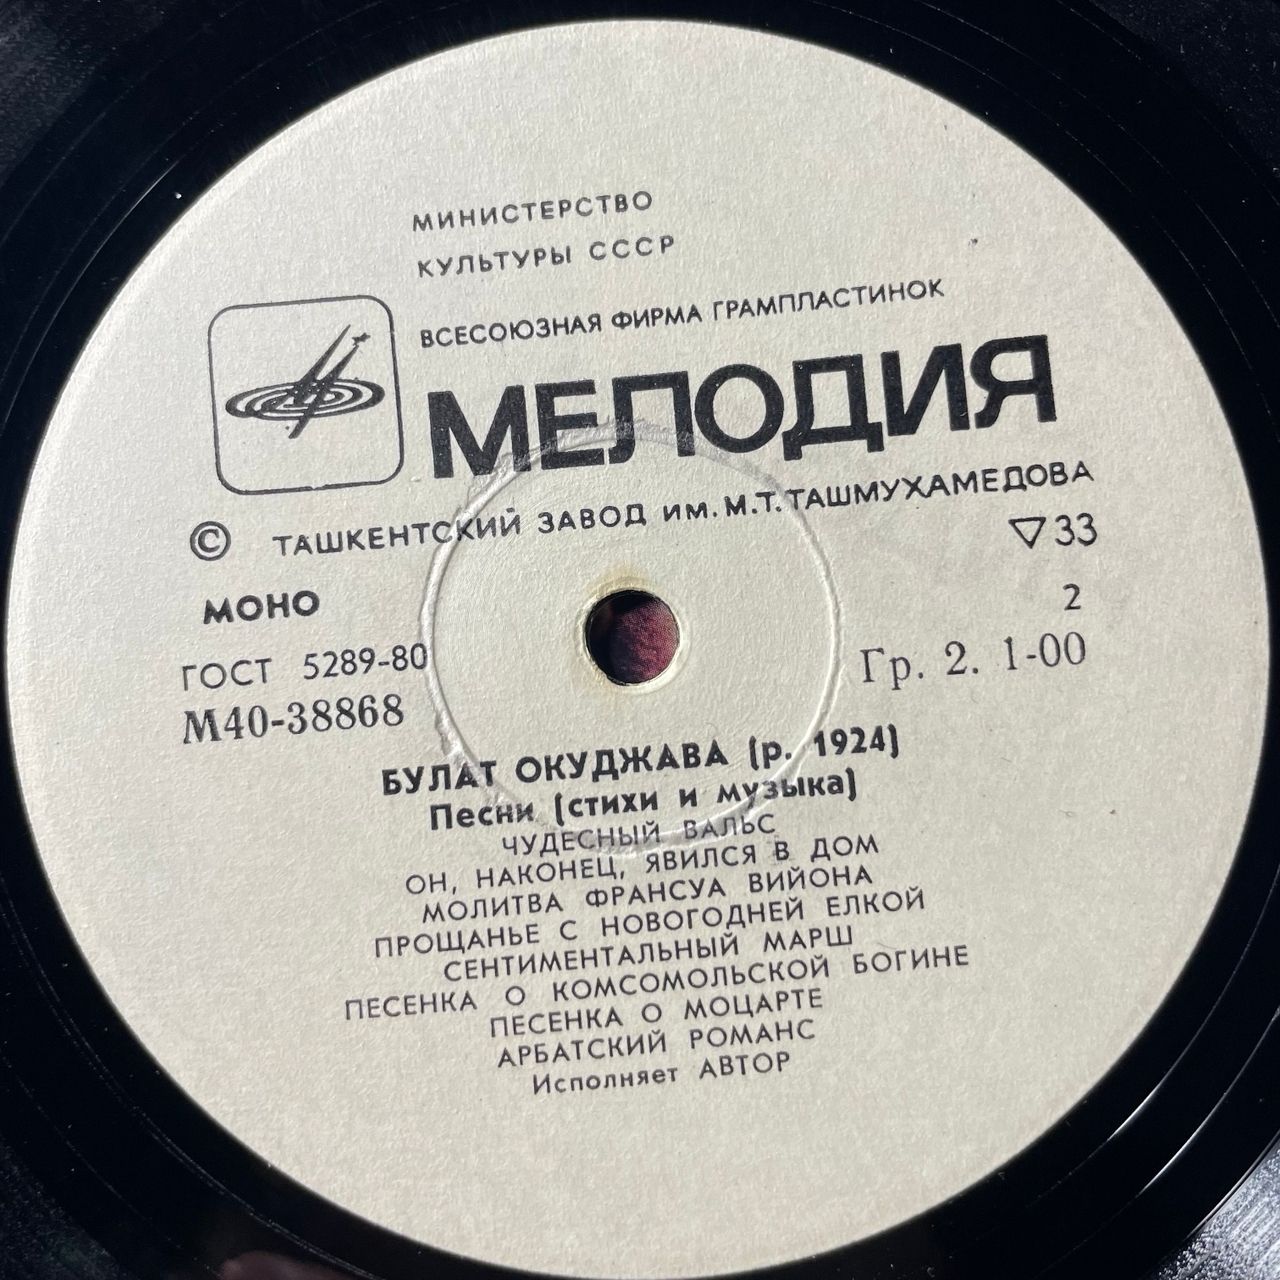 МИНИСТЕРСТВО
КУЛЬТУРЫ СССР
ВСЕСОЮЗНАЯ ФИРМА ГРАМПЛАСТИНОК
МЕЛОДИЯ
© ТАШКЕНТСКИЙ ЗАВОД ИМ. М.Т. ТАШМУХАМЕДОВА
▽33
МОНО
2
ГОСТ 5289-80
Гр. 2. 1-00
М40-38868
БУЛАТ ОКУДЖАВА (р. 1924)
Песни (стихи и музыка)
ЧУДЕСНЫЙ ВАЛЬС
ОН, НАКОНЕЦ, ЯВИЛСЯ В ДОМ
МОЛИТВА ФРАНСУА ВИЙОНА
ПРОЩАНЬЕ С НОВОГОДНЕЙ ЕЛКОЙ
СЕНТИМЕНТАЛЬНЫЙ МАРШ
ПЕСЕНКА О КОМСОМОЛЬСКОЙ БОГИНЕ
ПЕСЕНКА О МОЦАРТЕ
АРБАТСКИЙ РОМАНС
Исполняет АВТОР